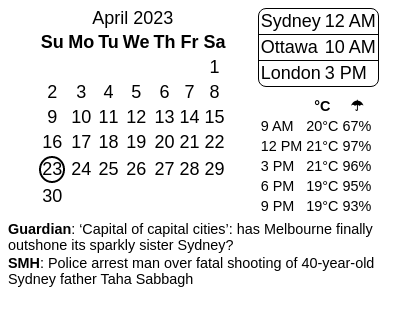 April 2023
Su Mo Tu We Th Fr Sa
1
2 3 4 5 6 7 8
9 10 11 12 13 14 15
16 17 18 19 20 21 22
23 24 25 26 27 28 29
30
Sydney 12 AM
Ottawa 10 AM
London 3 PM
°C ☂
9 AM 20°C 67%
12 PM 21°C 97%
3 PM 21°C 96%
6 PM 19°C 95%
9 PM 19°C 93%
Guardian: ‘Capital of capital cities’: has Melbourne finally
outshone its sparkly sister Sydney?
SMH: Police arrest man over fatal shooting of 40-year-old
Sydney father Taha Sabbagh